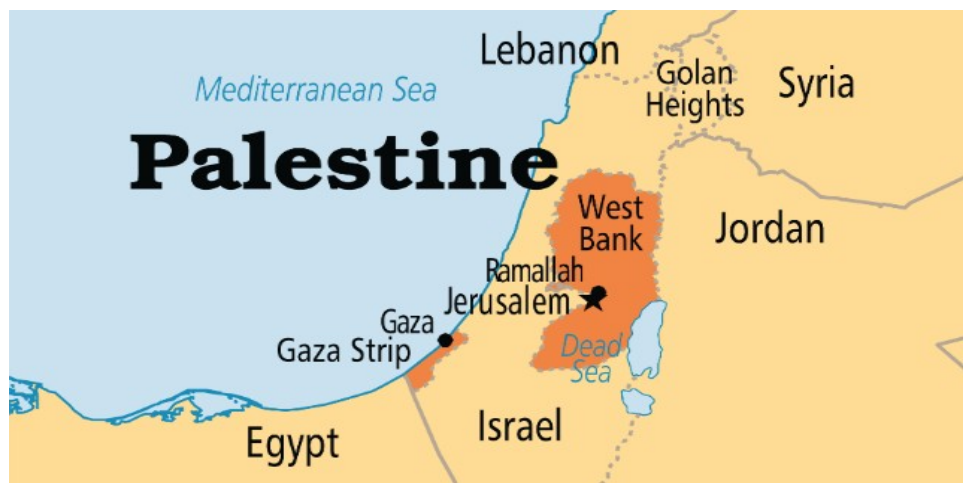 Lebanon
Golan
Heights
Syria
Mediterranean Sea
Palestine
West
Bank
Jordan
Ramallah
Jerusalem
Gaza
Gaza Strip
Dead
Sea
Israel
Egypt